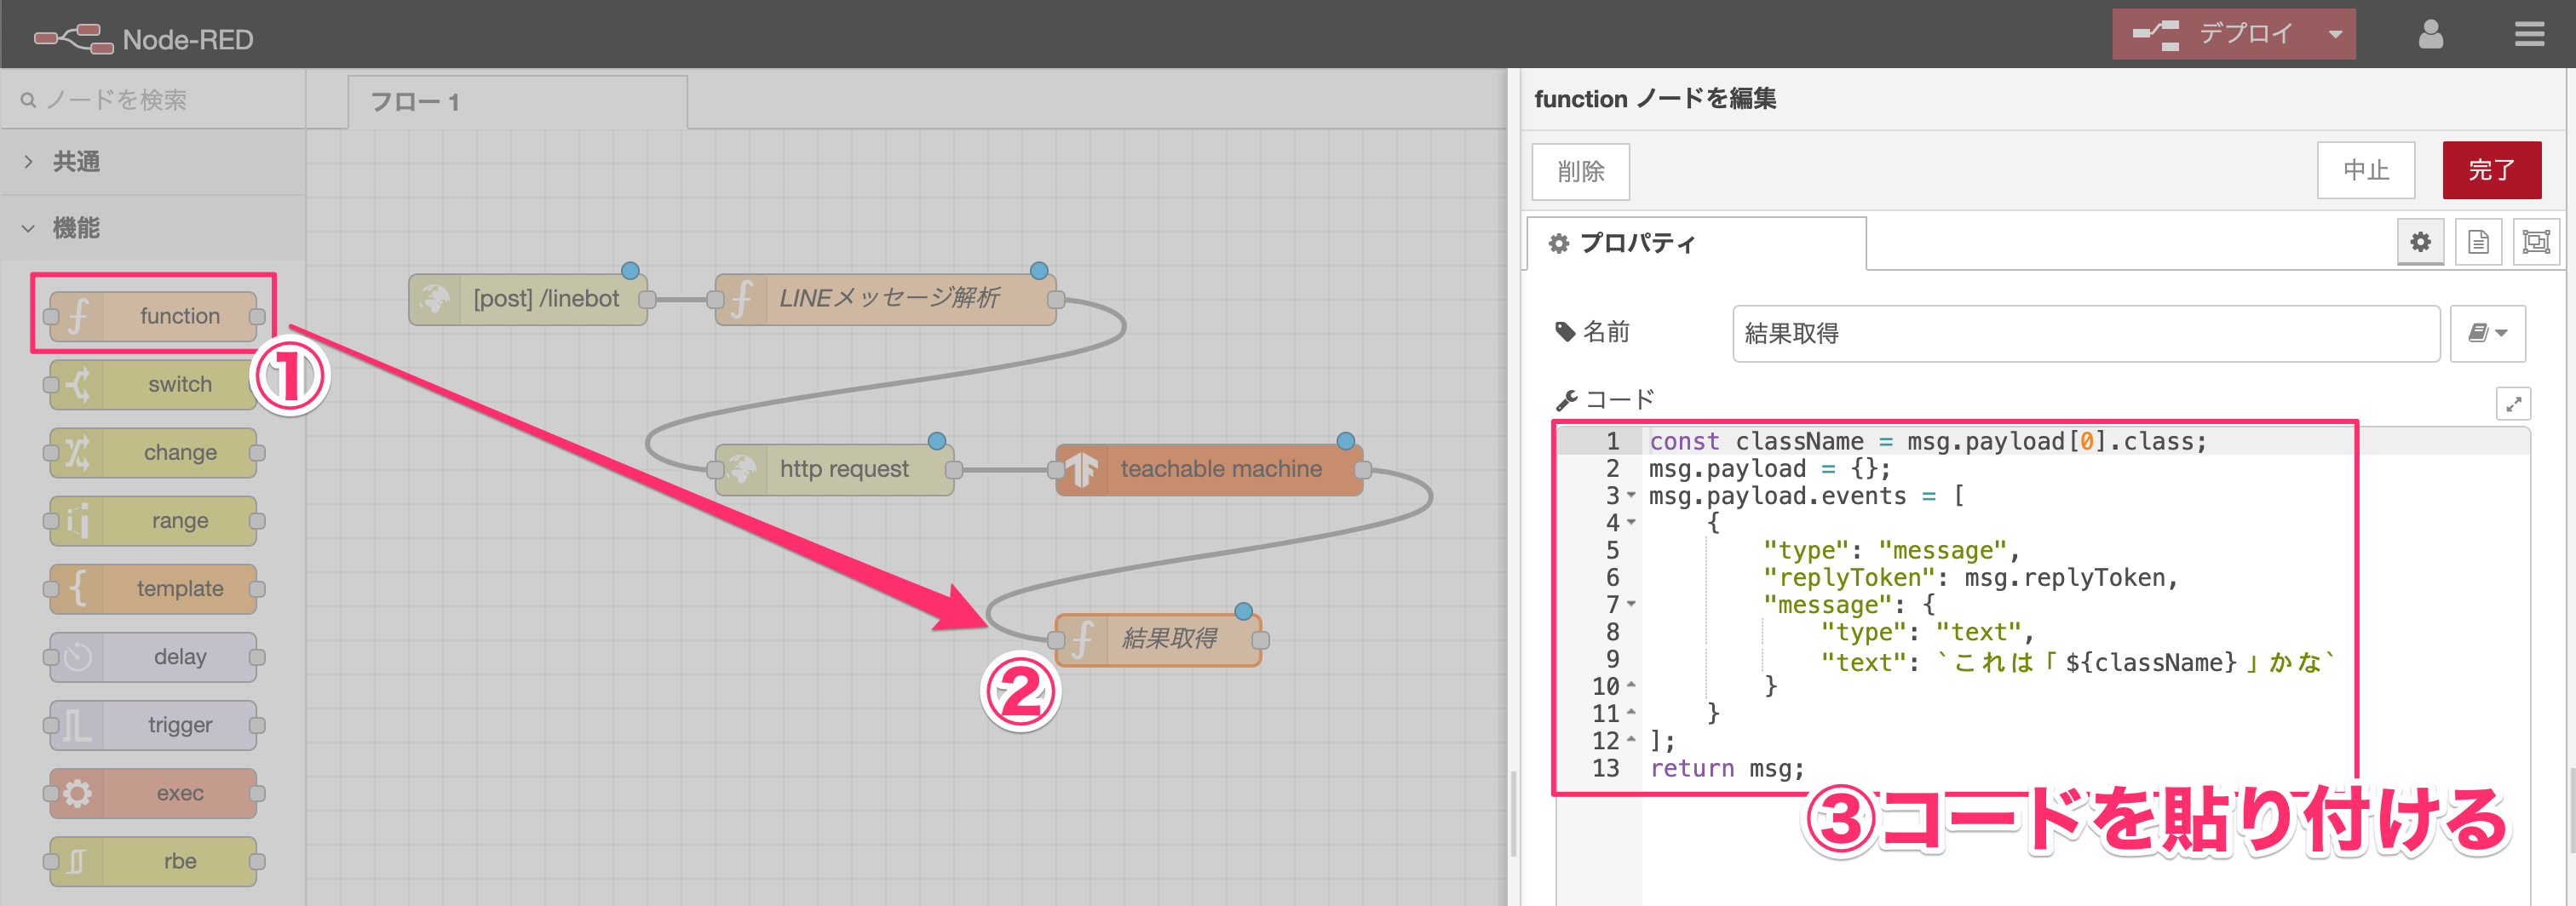 Node-RED
デプロイ
ノードを検索
フロー 1
共通
機能
function
switch
change
range
template
delay
trigger
exec
rbe
①
[post] /linebot
LINEメッセージ解析
http request
teachable machine
結果取得
②
function ノードを編集
削除
中止
完了
プロパティ
名前
結果取得
コード
1 const className = msg.payload[0].class;
2 msg.payload = {};
3 msg.payload.events = [
4     {
5         "type": "message",
6         "replyToken": msg.replyToken,
7         "message": {
8             "type": "text",
9             "text": `これは「${className}」かな`
10         }
11     }
12 ];
13 return msg;
③コードを貼り付ける